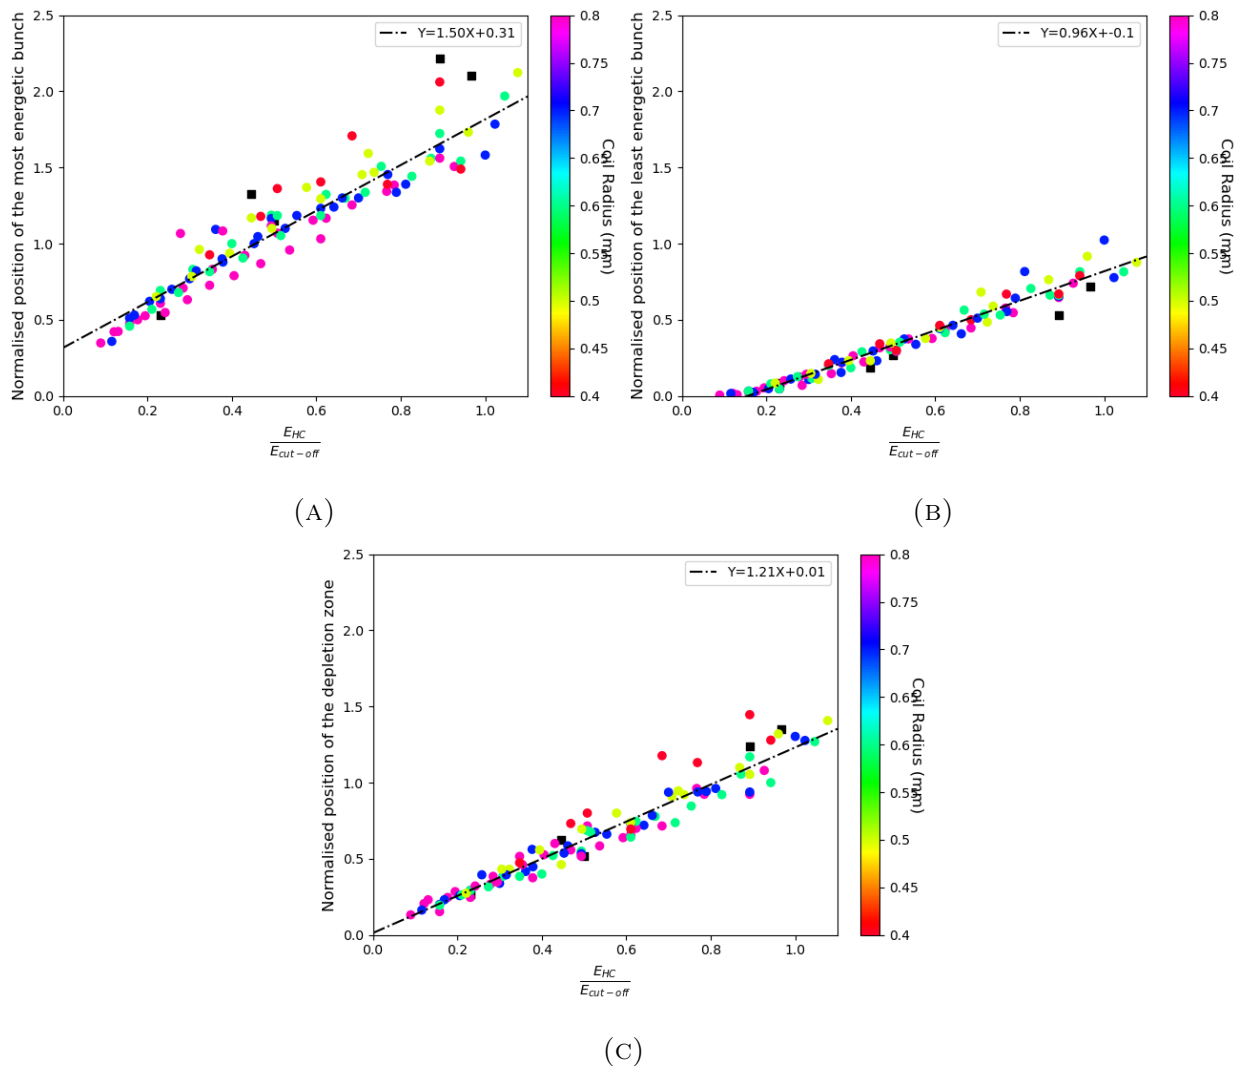 Y=1.50X+0.31
Normalised position of the most energetic bunch
2.5
2.0
1.5
1.0
0.5
0.0
0.0 0.2 0.4 0.6 0.8 1.0
E_HC
E_cut-off
0.8
0.75
0.7
0.65
0.6
0.55
0.5
0.45
0.4
Coil Radius (mm)
(A)
Y=0.96X+-0.1
Normalised position of the least energetic bunch
2.5
2.0
1.5
1.0
0.5
0.0
0.0 0.2 0.4 0.6 0.8 1.0
E_HC
E_cut-off
0.8
0.75
0.7
0.65
0.6
0.55
0.5
0.45
0.4
Coil Radius (mm)
(B)
Y=1.21X+0.01
Normalised position of the depletion zone
2.5
2.0
1.5
1.0
0.5
0.0
0.0 0.2 0.4 0.6 0.8 1.0
E_HC
E_cut-off
0.8
0.75
0.7
0.65
0.6
0.55
0.5
0.45
0.4
Coil Radius (mm)
(C)